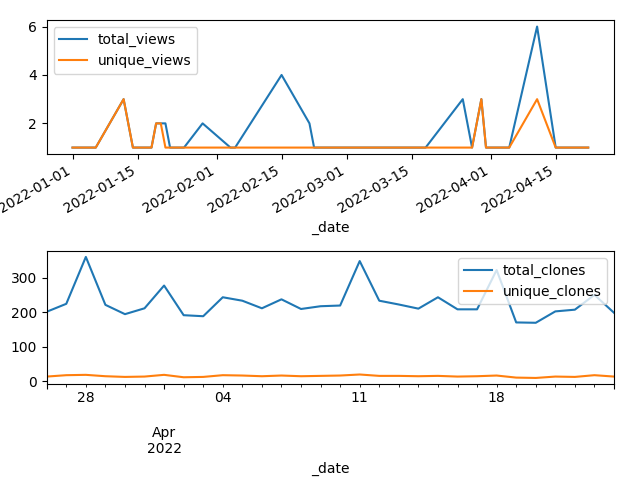 6
4
2
total_views
unique_views
2022-01-01
2022-01-15
2022-02-01
2022-02-15
2022-03-01
2022-03-15
2022-04-01
2022-04-15
_date
300
200
100
0
total_clones
unique_clones
28
04
11
18
Apr
2022
_date